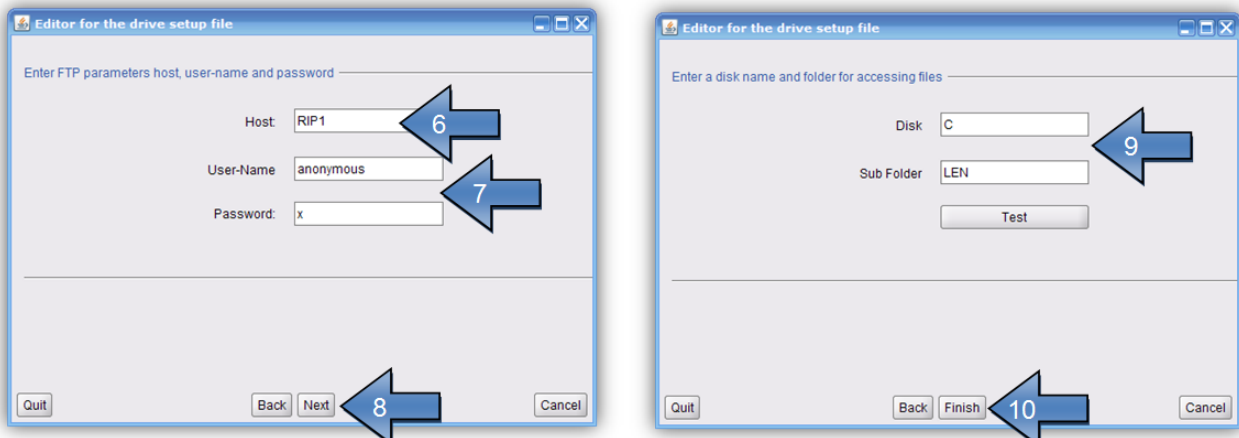 Editor for the drive setup file
Enter FTP parameters host, user-name and password
Host: RIP1
6
User-Name anonymous
7
Password: x
Quit Back Next Cancel
8
Editor for the drive setup file
Enter a disk name and folder for accessing files
Disk C
9
Sub Folder LEN
Test
Quit Back Finish Cancel
10